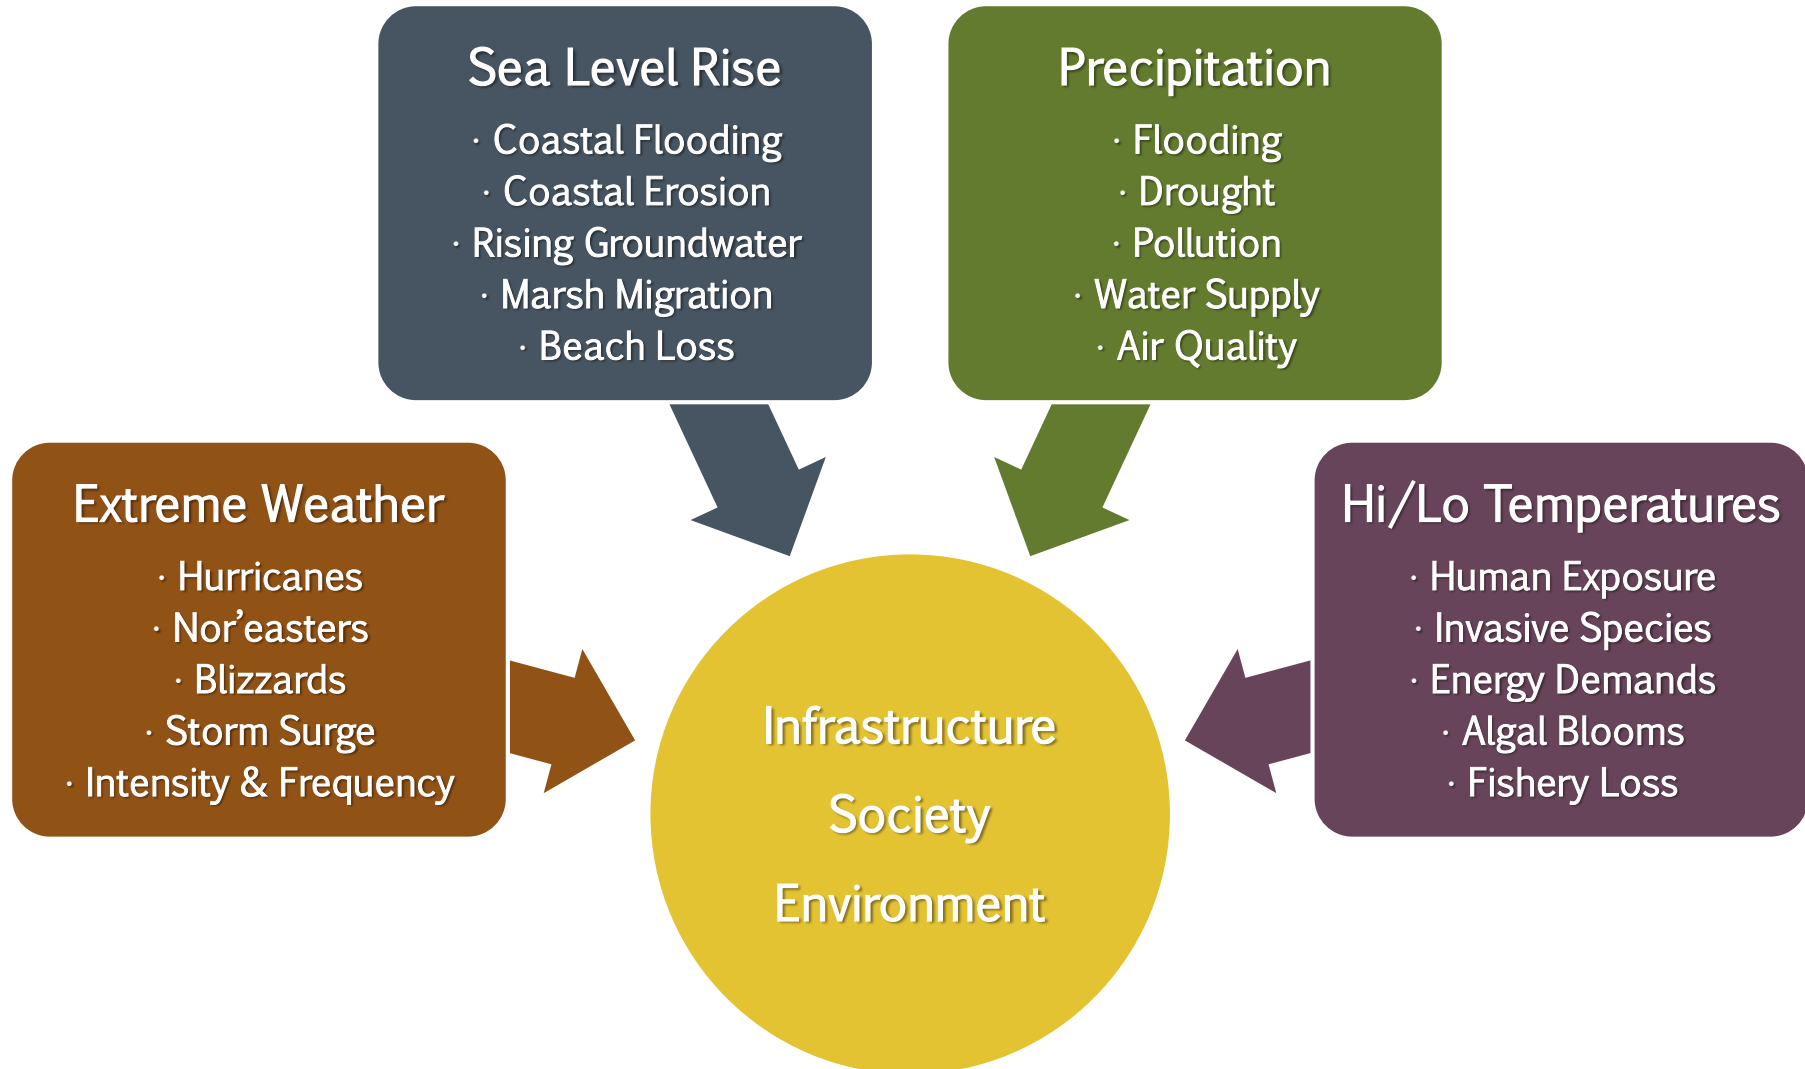 Sea Level Rise
· Coastal Flooding
· Coastal Erosion
· Rising Groundwater
· Marsh Migration
· Beach Loss
Precipitation
· Flooding
· Drought
· Pollution
· Water Supply
· Air Quality
Extreme Weather
· Hurricanes
· Nor’easters
· Blizzards
· Storm Surge
· Intensity & Frequency
Hi/Lo Temperatures
· Human Exposure
· Invasive Species
· Energy Demands
· Algal Blooms
· Fishery Loss
Infrastructure
Society
Environment